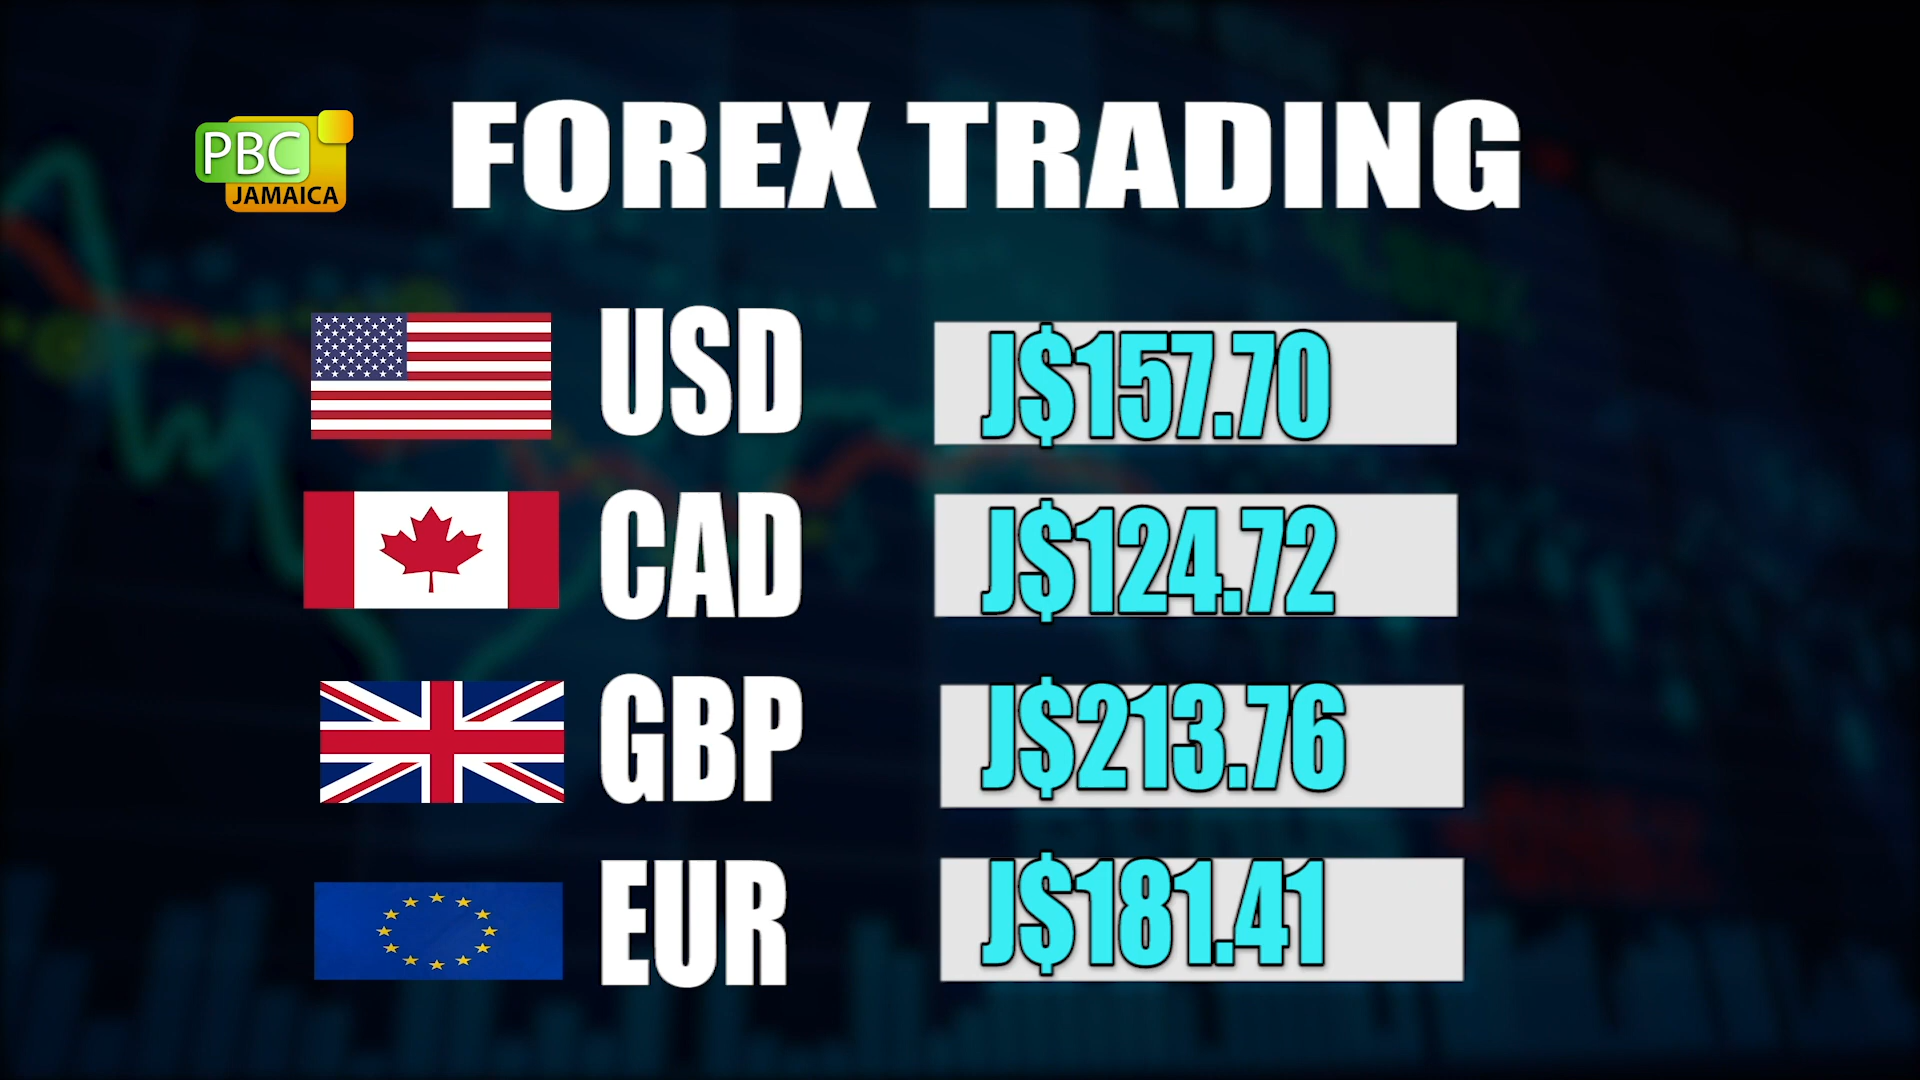 PBC
JAMAICA
FOREX TRADING
USD J$157.70
CAD J$124.72
GBP J$213.76
EUR J$181.41